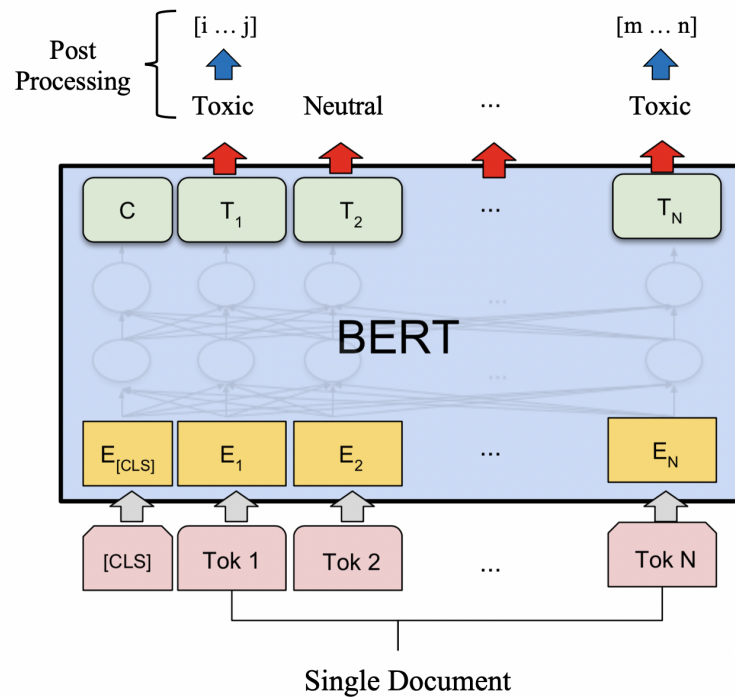 [i ... j] [m ... n]
Post
Processing
Toxic Neutral ... Toxic
C T1 T2 ... TN
...
BERT
...
E[CLS] E1 E2 ... EN
[CLS] Tok 1 Tok 2 ... Tok N
Single Document